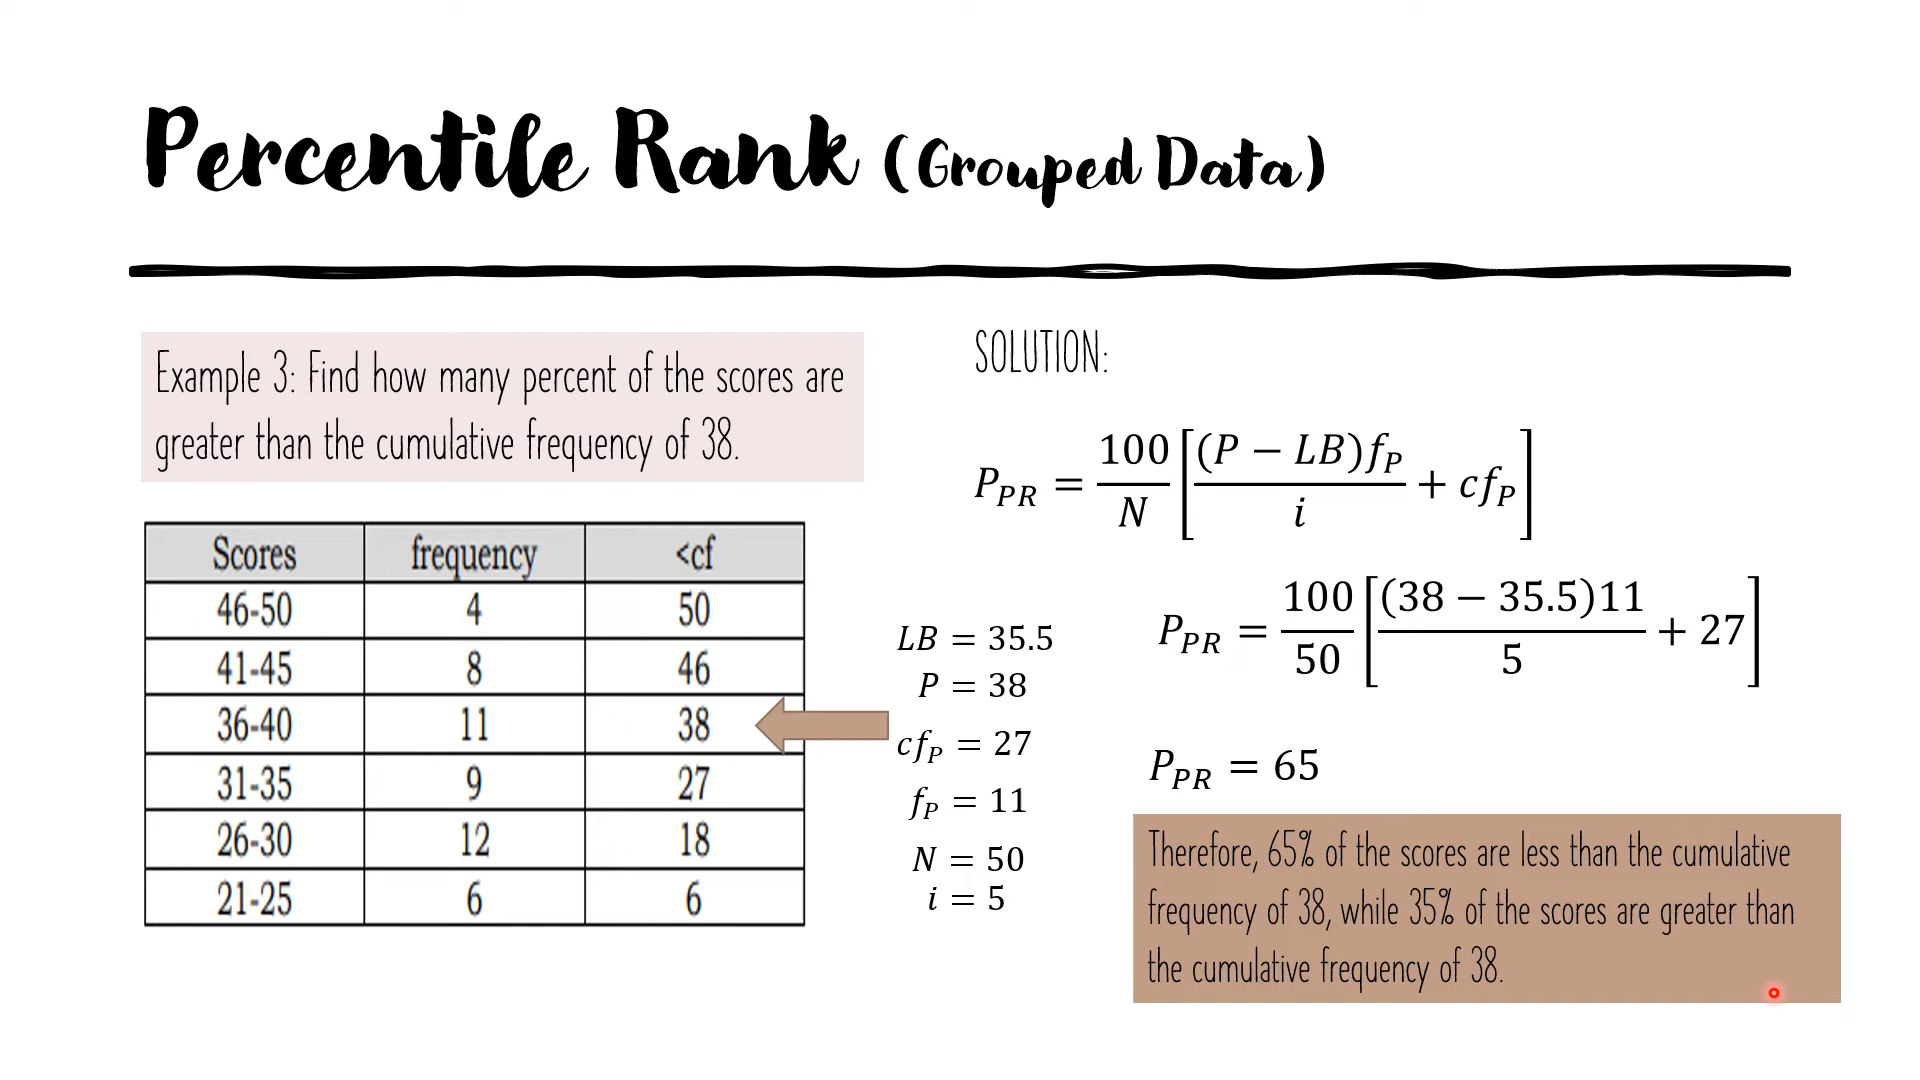 Percentile Rank (Grouped Data)
Example 3: Find how many percent of the scores are
greater than the cumulative frequency of 38.
Scores frequency <cf
46-50 4 50
41-45 8 46
36-40 11 38
31-35 9 27
26-30 12 18
21-25 6 6
LB = 35.5
P = 38
cf_P = 27
f_P = 11
N = 50
i = 5
SOLUTION:
P_PR = 100/N [(P − LB)f_P/i + cf_P]
P_PR = 100/50 [(38 − 35.5)11/5 + 27]
P_PR = 65
Therefore, 65% of the scores are less than the cumulative
frequency of 38, while 35% of the scores are greater than
the cumulative frequency of 38.